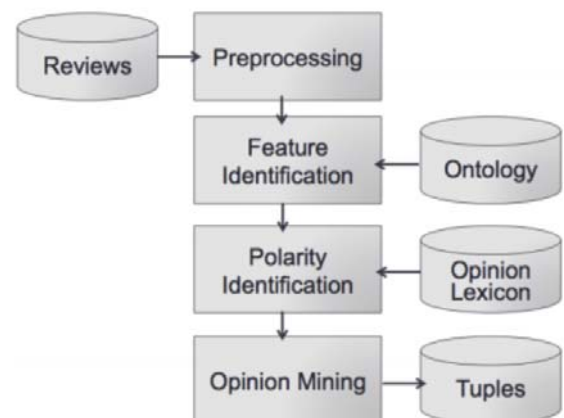 Reviews
Preprocessing
Feature
Identification
Ontology
Polarity
Identification
Opinion
Lexicon
Opinion Mining
Tuples